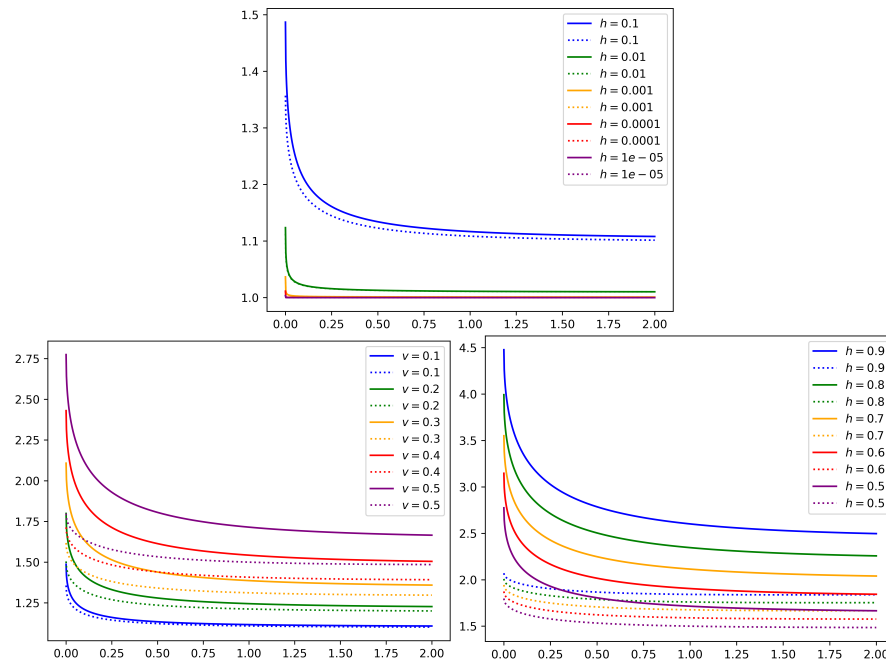 1.5
1.4
1.3
1.2
1.1
1.0
h = 0.1
h = 0.1
h = 0.01
h = 0.01
h = 0.001
h = 0.001
h = 0.0001
h = 0.0001
h = 1e − 05
h = 1e − 05
0.00 0.25 0.50 0.75 1.00 1.25 1.50 1.75 2.00
2.75
2.50
2.25
2.00
1.75
1.50
1.25
v = 0.1
v = 0.1
v = 0.2
v = 0.2
v = 0.3
v = 0.3
v = 0.4
v = 0.4
v = 0.5
v = 0.5
0.00 0.25 0.50 0.75 1.00 1.25 1.50 1.75 2.00
4.5
4.0
3.5
3.0
2.5
2.0
1.5
h = 0.9
h = 0.9
h = 0.8
h = 0.8
h = 0.7
h = 0.7
h = 0.6
h = 0.6
h = 0.5
h = 0.5
0.00 0.25 0.50 0.75 1.00 1.25 1.50 1.75 2.00